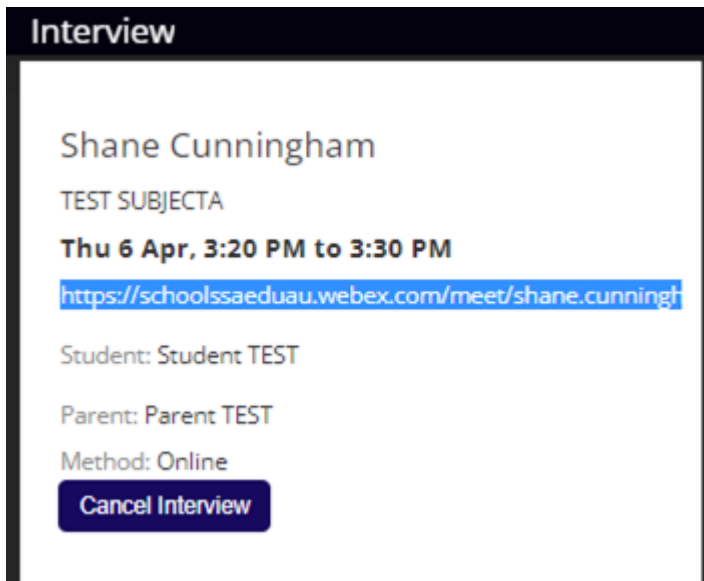 Interview
Shane Cunningham
TEST SUBJECTA
Thu 6 Apr, 3:20 PM to 3:30 PM
https://schoolssaeduau.webex.com/meet/shane.cunningh
Student: Student TEST
Parent: Parent TEST
Method: Online
Cancel Interview